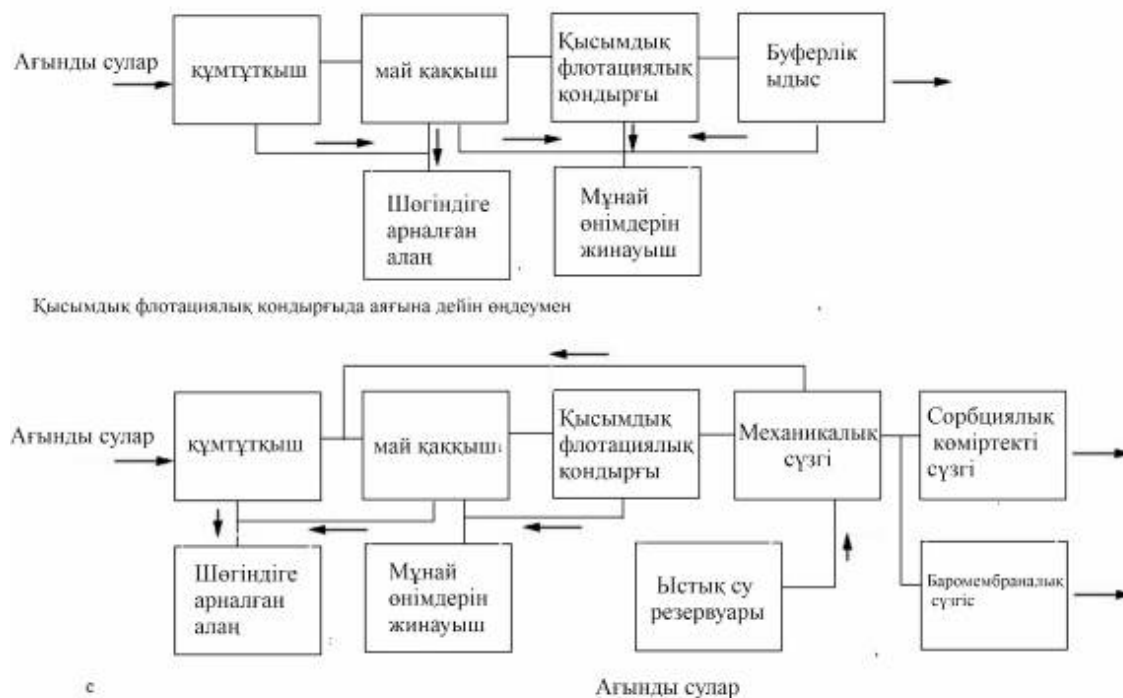 Ағынды сулар
құмтұтқыш
май қаққыш
Қысымдық
флотациялық
қондырғы
Буферлік
ыдыс
Шөгіндіге
арналған
алаң
Мұнай
өнімдерін
жинауыш
Қысымдық флотациялық кондырғыда аяғына дейін өңдеумен
Ағынды сулар
құмтұтқыш
май қаққыш
Қысымдық
флотациялық
қондырғы
Механикалық
сүзгі
Сорбциялық
көміртекті
сүзгі
Шөгіндіге
арналған
алаң
Мұнай
өнімдерін
жинауыш
Ыстық су
резервуары
Баромембраналық
сүзгіс
с
Ағынды сулар